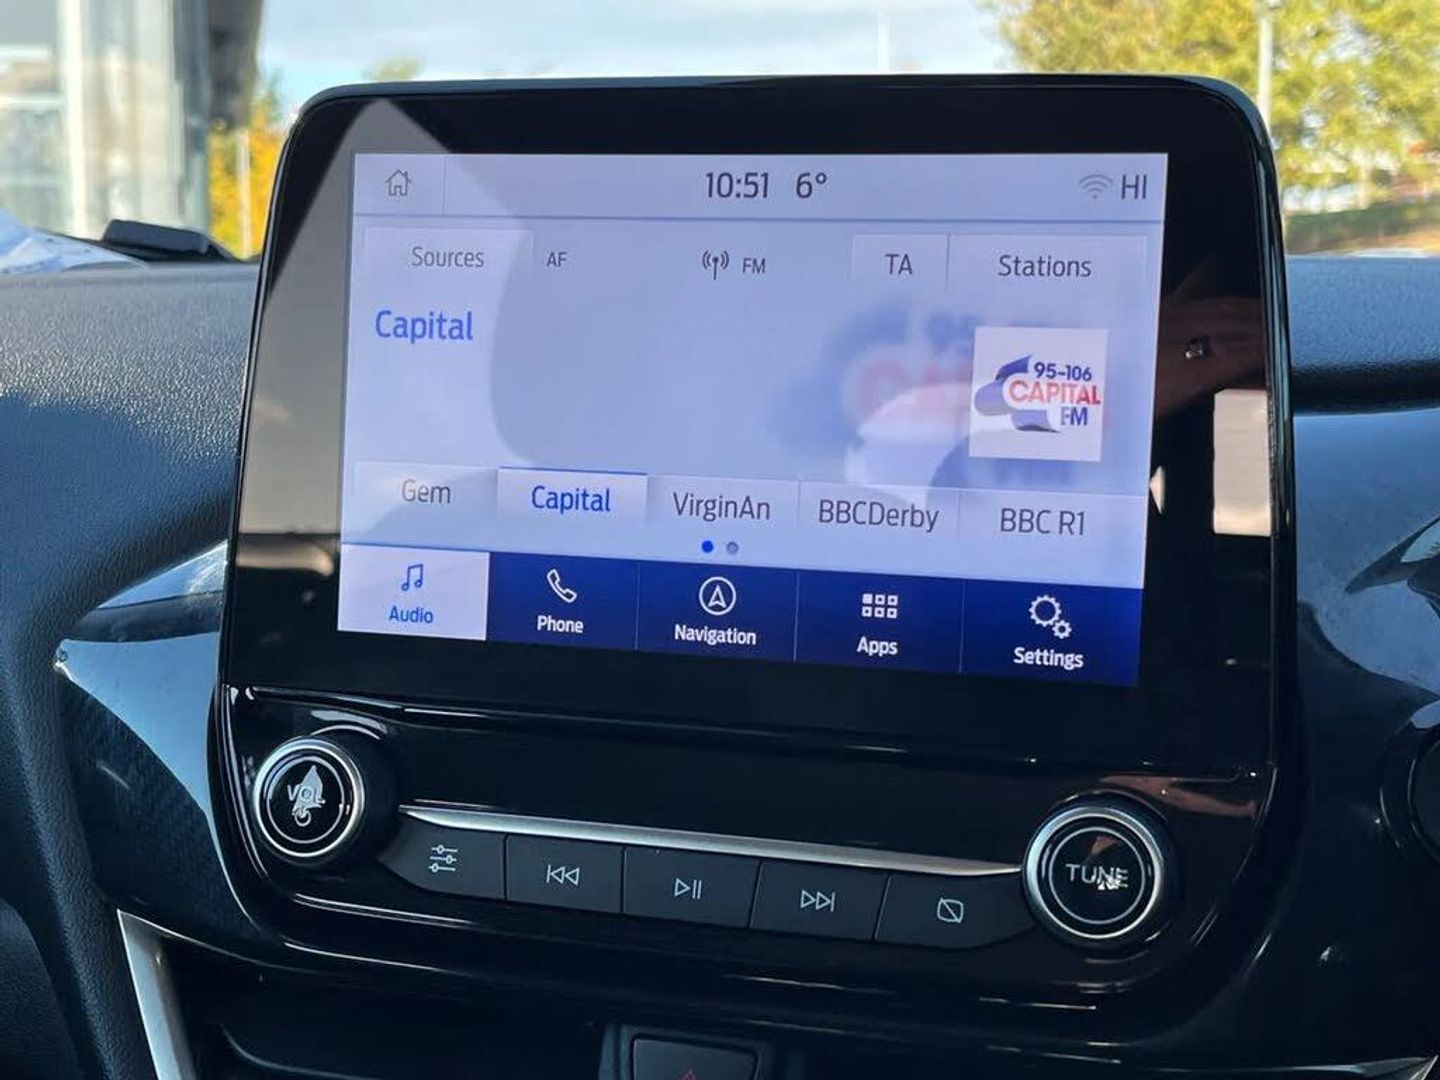 10:51 6° HI
Sources AF FM TA Stations
Capital
95-106
CAPITAL
FM
Gem Capital VirginAn BBCDerby BBC R1
Audio Phone Navigation Apps Settings
VOL
TUNE